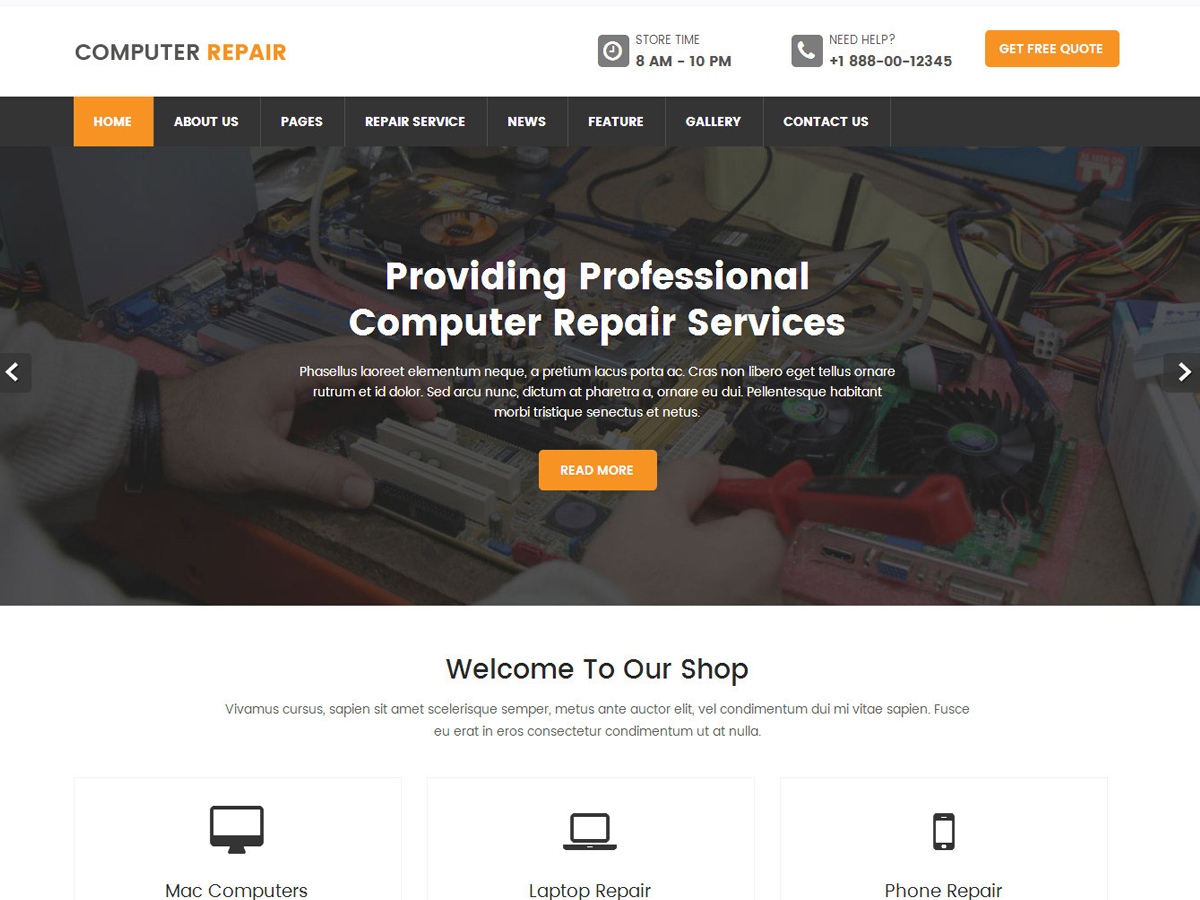 COMPUTER REPAIR
STORE TIME
8 AM - 10 PM
NEED HELP?
+1 888-00-12345
GET FREE QUOTE
HOME
ABOUT US
PAGES
REPAIR SERVICE
NEWS
FEATURE
GALLERY
CONTACT US
AS SEEN ON
TV
Providing Professional
Computer Repair Services
Phasellus laoreet elementum neque, a pretium lacus porta ac. Cras non libero eget tellus ornare
rutrum et id dolor. Sed arcu nunc, dictum at pharetra a, ornare eu dui. Pellentesque habitant
morbi tristique senectus et netus.
READ MORE
Welcome To Our Shop
Vivamus cursus, sapien sit amet scelerisque semper, metus ante auctor elit, vel condimentum dui mi vitae sapien. Fusce
eu erat in eros consectetur condimentum ut at nulla.
Mac Computers
Laptop Repair
Phone Repair